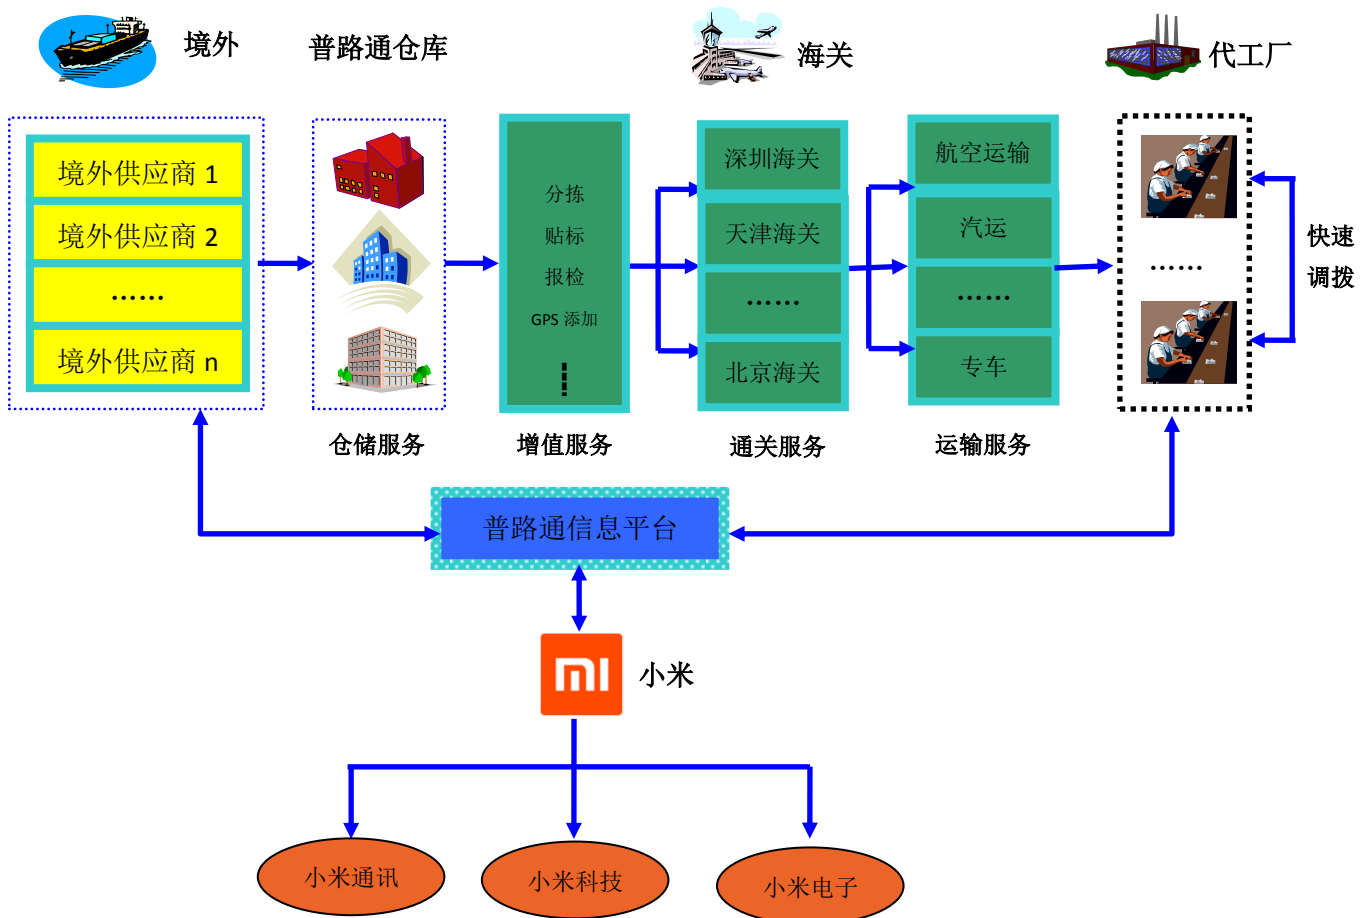 境外
普路通仓库
海关
代工厂
境外供应商 1
境外供应商 2
……
境外供应商 n
分拣
贴标
报检
GPS 添加
深圳海关
天津海关
……
北京海关
航空运输
汽运
……
专车
……
快速
调拨
仓储服务
增值服务
通关服务
运输服务
普路通信息平台
mi
小米
小米通讯
小米科技
小米电子